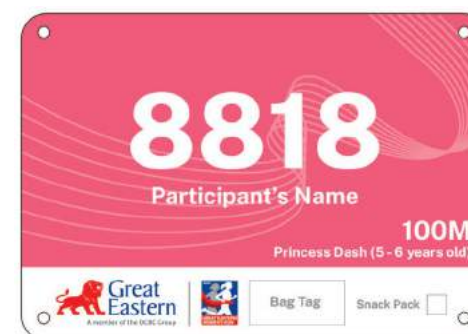 8818
Participant's Name
100M
Princess Dash (5 - 6 years old)
Great
Eastern
A member of the OCBC Group
Bag Tag
Snack Pack